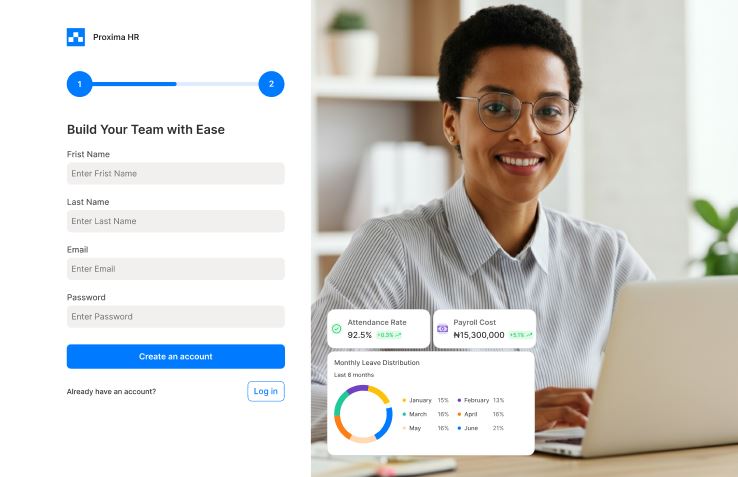 Proxima HR
1
2
Build Your Team with Ease
Frist Name
Enter Frist Name
Last Name
Enter Last Name
Email
Enter Email
Password
Enter Password
Create an account
Already have an account?
Log in
Attendance Rate
92.5% +0.3%
Payroll Cost
₦15,300,000 +5.1%
Monthly Leave Distribution
Last 6 months
January 15% February 13%
March 16% April 16%
May 16% June 21%